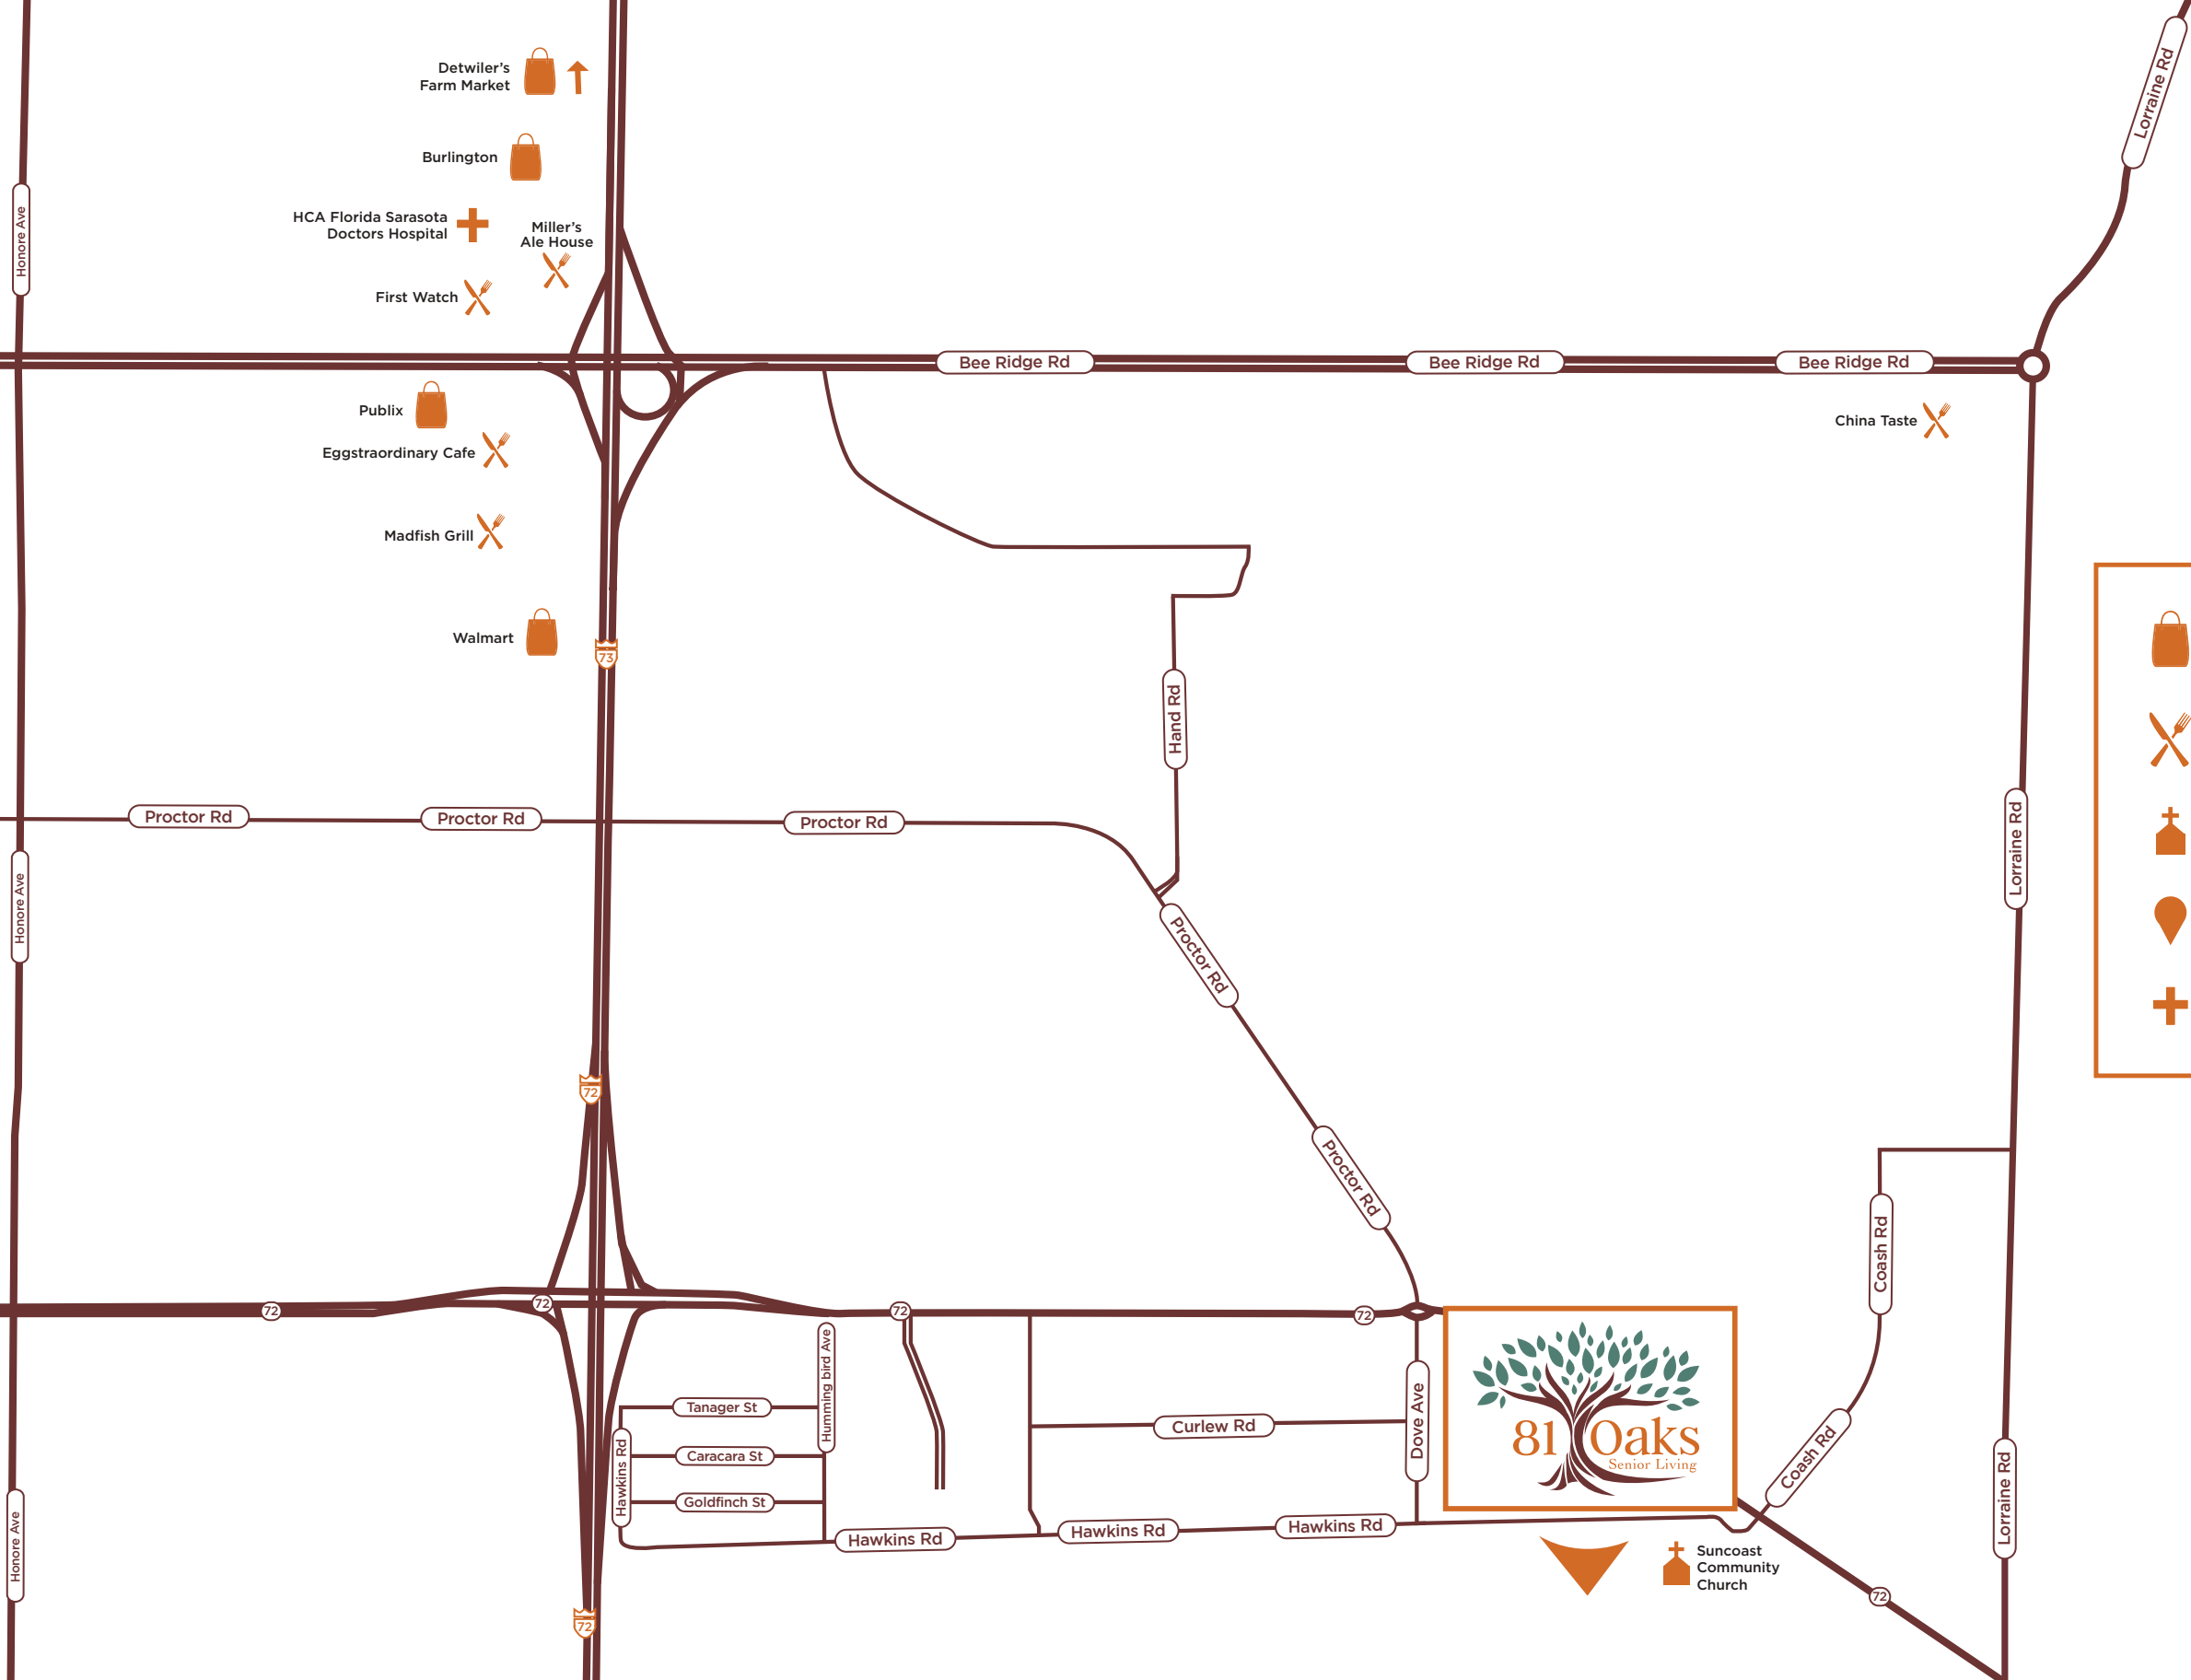 Lorraine Rd
Detwiler's
Farm Market
Burlington
Honore Ave
HCA Florida Sarasota
Doctors Hospital
Miller's
Ale House
First Watch
Bee Ridge Rd
Bee Ridge Rd
Bee Ridge Rd
Publix
China Taste
Eggstraordinary Cafe
Madfish Grill
Walmart
73
Hand Rd
Proctor Rd
Proctor Rd
Proctor Rd
Lorraine Rd
Honore Ave
Proctor Rd
72
Proctor Rd
Coash Rd
72
72
72
72
Humming bird Ave
Tanager St
Caracara St
Goldfinch St
Hawkins Rd
Curlew Rd
Dove Ave
81 Oaks
Senior Living
Coash Rd
Lorraine Rd
Honore Ave
Hawkins Rd
Hawkins Rd
Hawkins Rd
Suncoast
Community
Church
72
72